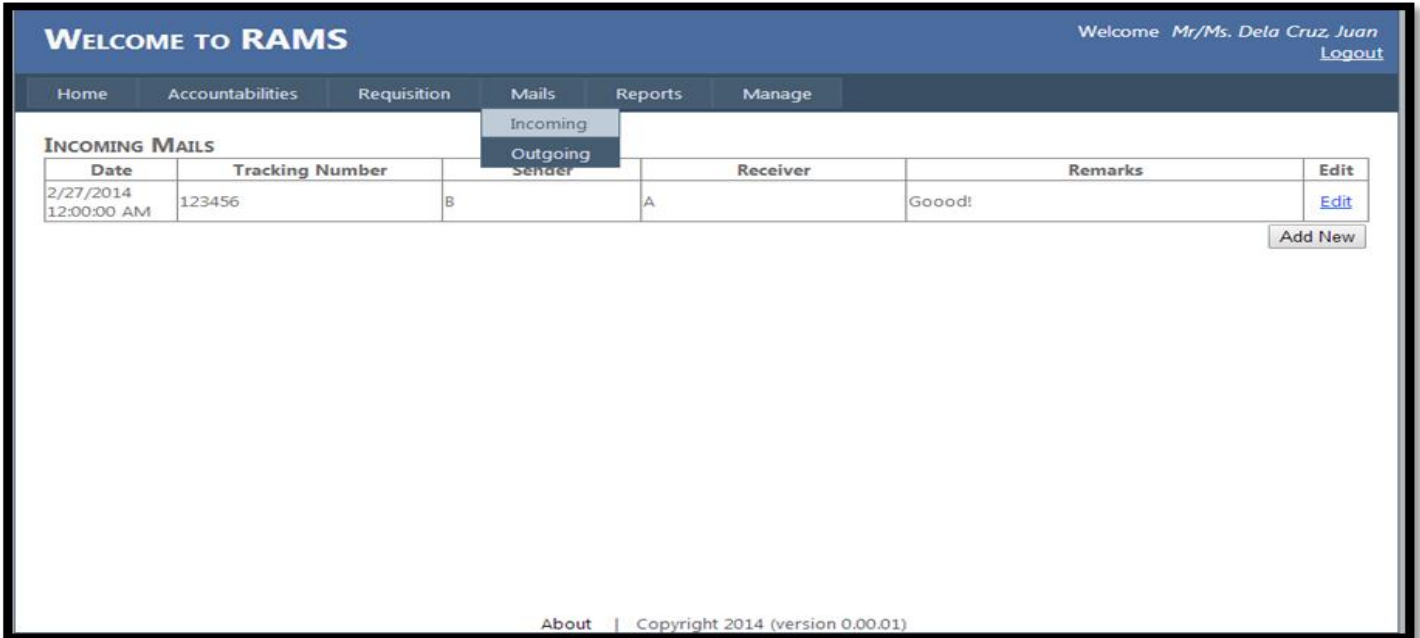 WELCOME TO RAMS
Welcome Mr/Ms. Dela Cruz, Juan
Logout
Home Accountabilities Requisition Mails Reports Manage
Incoming
Outgoing
INCOMING MAILS
Date Tracking Number Sender Receiver Remarks Edit
2/27/2014
12:00:00 AM 123456 B A Goood! Edit
Add New
About | Copyright 2014 (version 0.00.01)